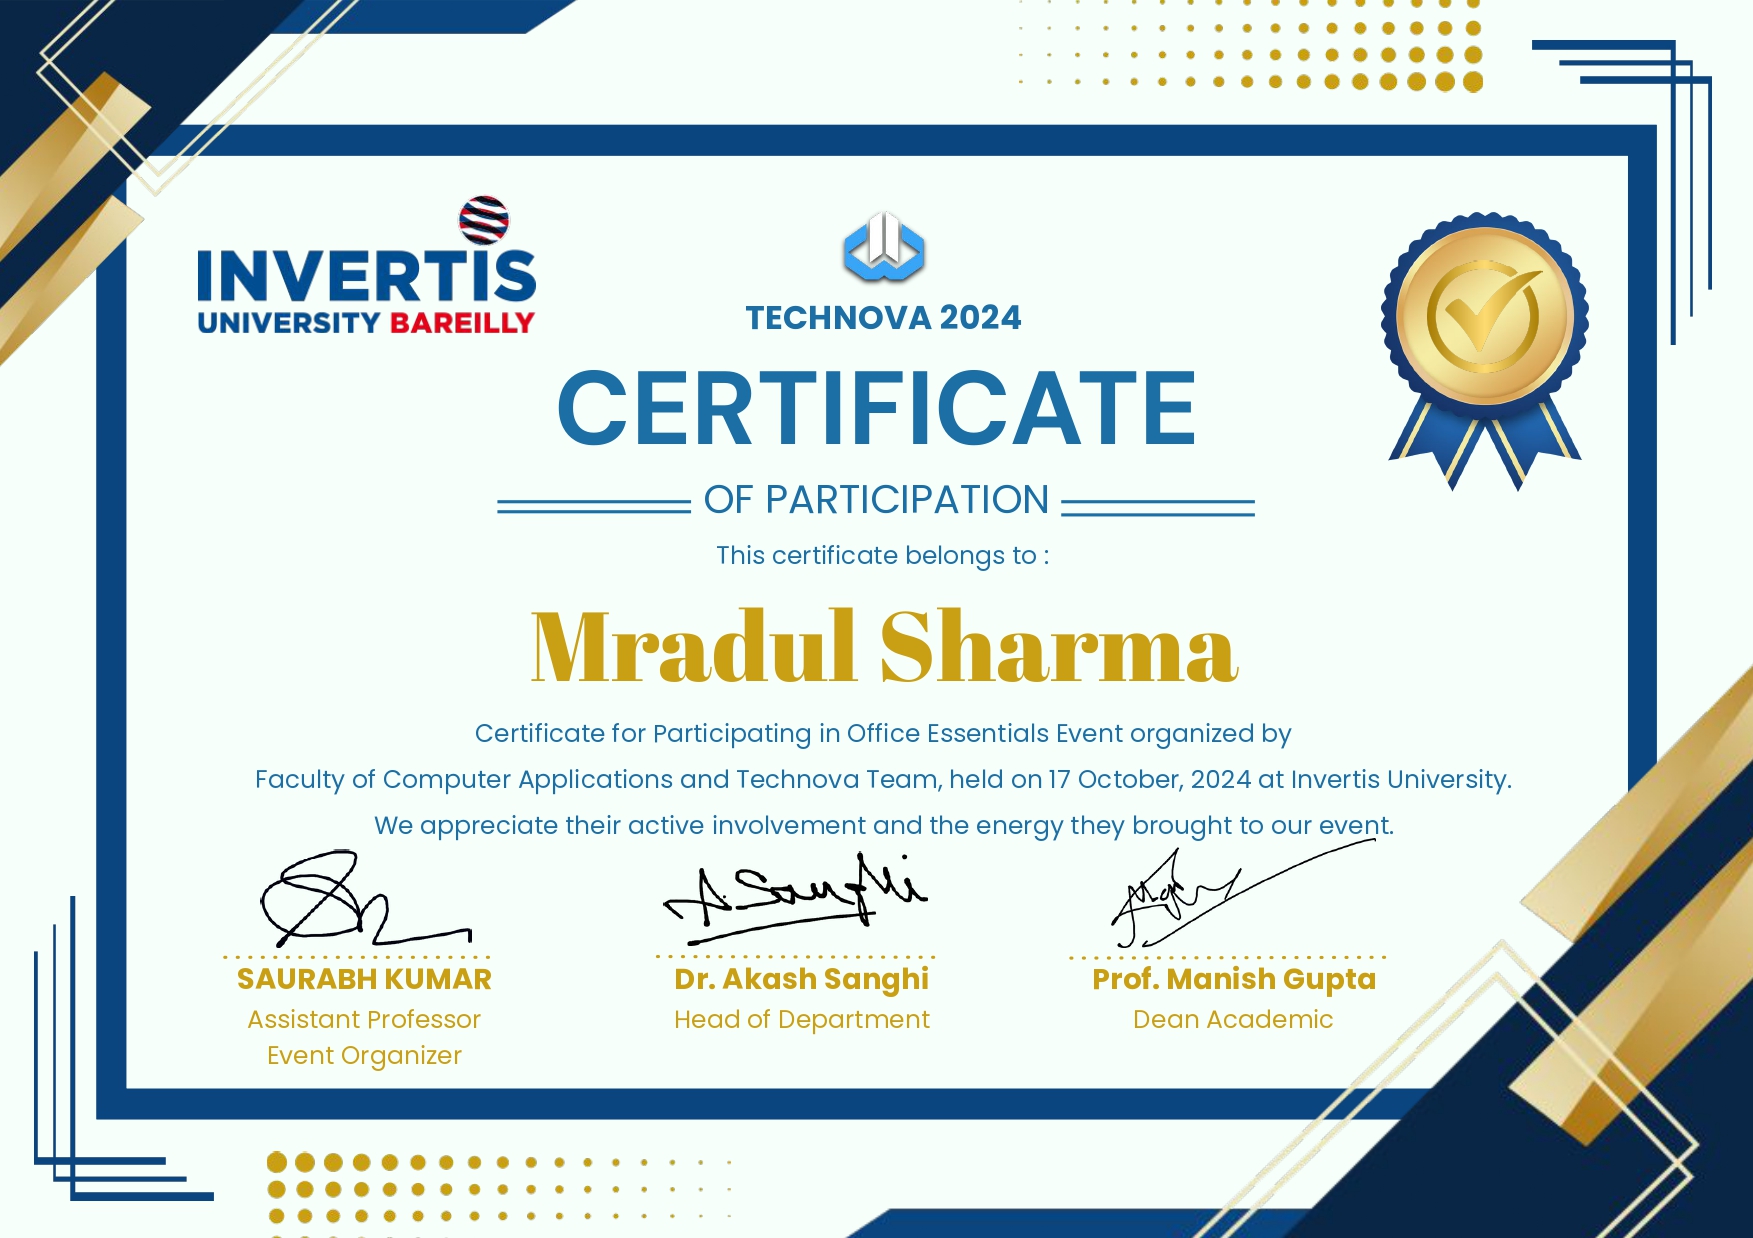 INVERTIS
UNIVERSITY BAREILLY
TECHNOVA 2024
CERTIFICATE
OF PARTICIPATION
This certificate belongs to :
Mradul Sharma
Certificate for Participating in Office Essentials Event organized by
Faculty of Computer Applications and Technova Team, held on 17 October, 2024 at Invertis University.
We appreciate their active involvement and the energy they brought to our event.
A. Sanghi
SAURABH KUMAR
Assistant Professor
Event Organizer
Dr. Akash Sanghi
Head of Department
Prof. Manish Gupta
Dean Academic